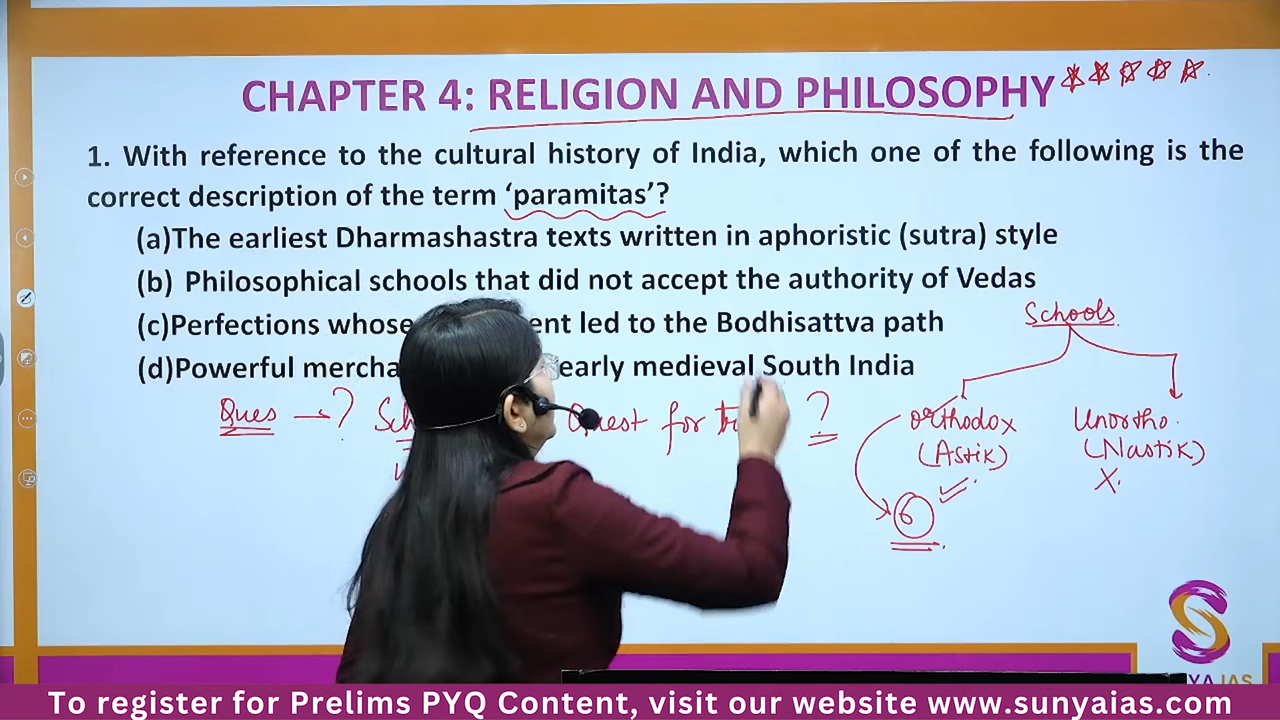 CHAPTER 4: RELIGION AND PHILOSOPHY
1. With reference to the cultural history of India, which one of the following is the
correct description of the term ‘paramitas’?
(a)The earliest Dharmashastra texts written in aphoristic (sutra) style
(b) Philosophical schools that did not accept the authority of Vedas
(c)Perfections whose ent led to the Bodhisattva path
(d)Powerful mercha early medieval South India
Schools
Ques → ? Quest for ?
Orthodox Unortho.
(Astik) (Nastik)
✓ X.
6
YA IAS
To register for Prelims PYQ Content, visit our website www.sunyaias.com